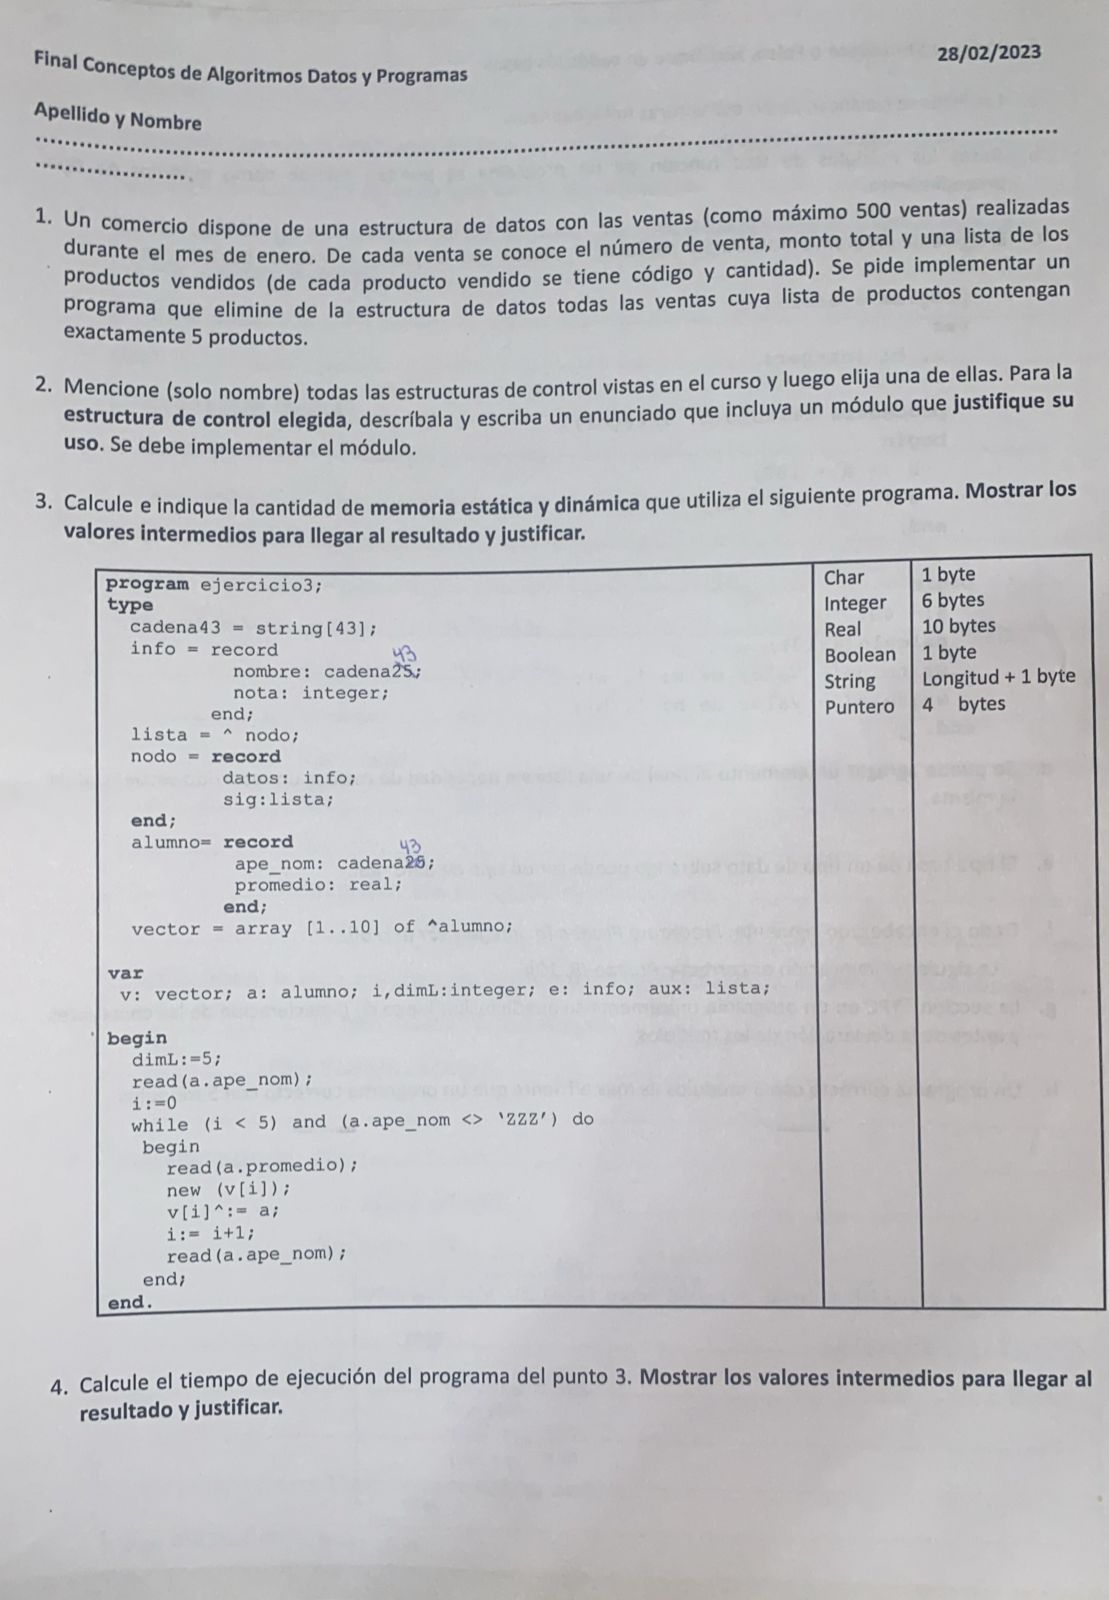 Final Conceptos de Algoritmos Datos y Programas
28/02/2023
Apellido y Nombre
1. Un comercio dispone de una estructura de datos con las ventas (como máximo 500 ventas) realizadas
durante el mes de enero. De cada venta se conoce el número de venta, monto total y una lista de los
productos vendidos (de cada producto vendido se tiene código y cantidad). Se pide implementar un
programa que elimine de la estructura de datos todas las ventas cuya lista de productos contengan
exactamente 5 productos.
2. Mencione (solo nombre) todas las estructuras de control vistas en el curso y luego elija una de ellas. Para la
estructura de control elegida, descríbala y escriba un enunciado que incluya un módulo que justifique su
uso. Se debe implementar el módulo.
3. Calcule e indique la cantidad de memoria estática y dinámica que utiliza el siguiente programa. Mostrar los
valores intermedios para llegar al resultado y justificar.
program ejercicio3;
type
cadena43 = string[43];
info = record
43
nombre: cadena25;
nota: integer;
end;
lista = ^ nodo;
nodo = record
datos: info;
sig:lista;
end;
alumno= record
43
ape_nom: cadena25;
promedio: real;
end;
vector = array [1..10] of ^alumno;
var
v: vector; a: alumno; i,dimL:integer; e: info; aux: lista;
begin
dimL:=5;
read(a.ape_nom);
i:=0
while (i < 5) and (a.ape_nom <> 'ZZZ') do
begin
read(a.promedio);
new (v[i]);
v[i]^:= a;
i:= i+1;
read(a.ape_nom);
end;
end.
Char 1 byte
Integer 6 bytes
Real 10 bytes
Boolean 1 byte
String Longitud + 1 byte
Puntero 4 bytes
4. Calcule el tiempo de ejecución del programa del punto 3. Mostrar los valores intermedios para llegar al
resultado y justificar.